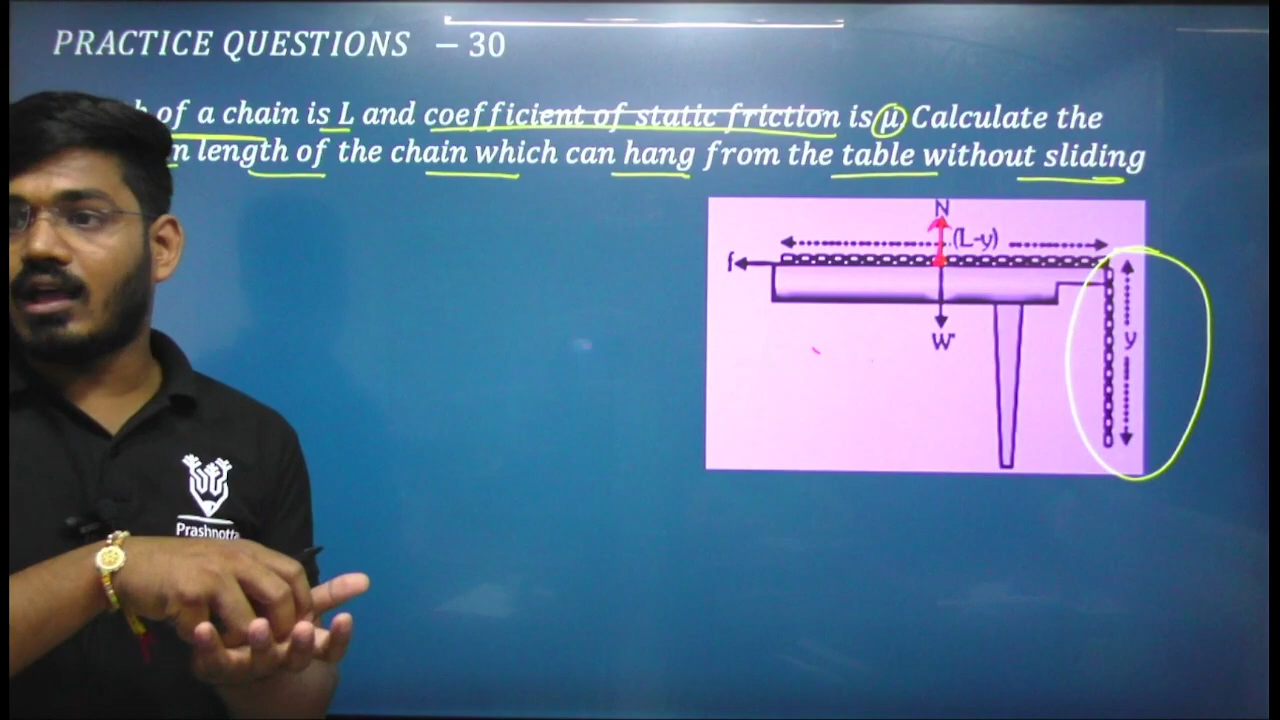 PRACTICE QUESTIONS – 30
of a chain is L and coefficient of static friction is μ Calculate the
length of the chain which can hang from the table without sliding
N
(L-y)
f
y
W'
Prashnotta